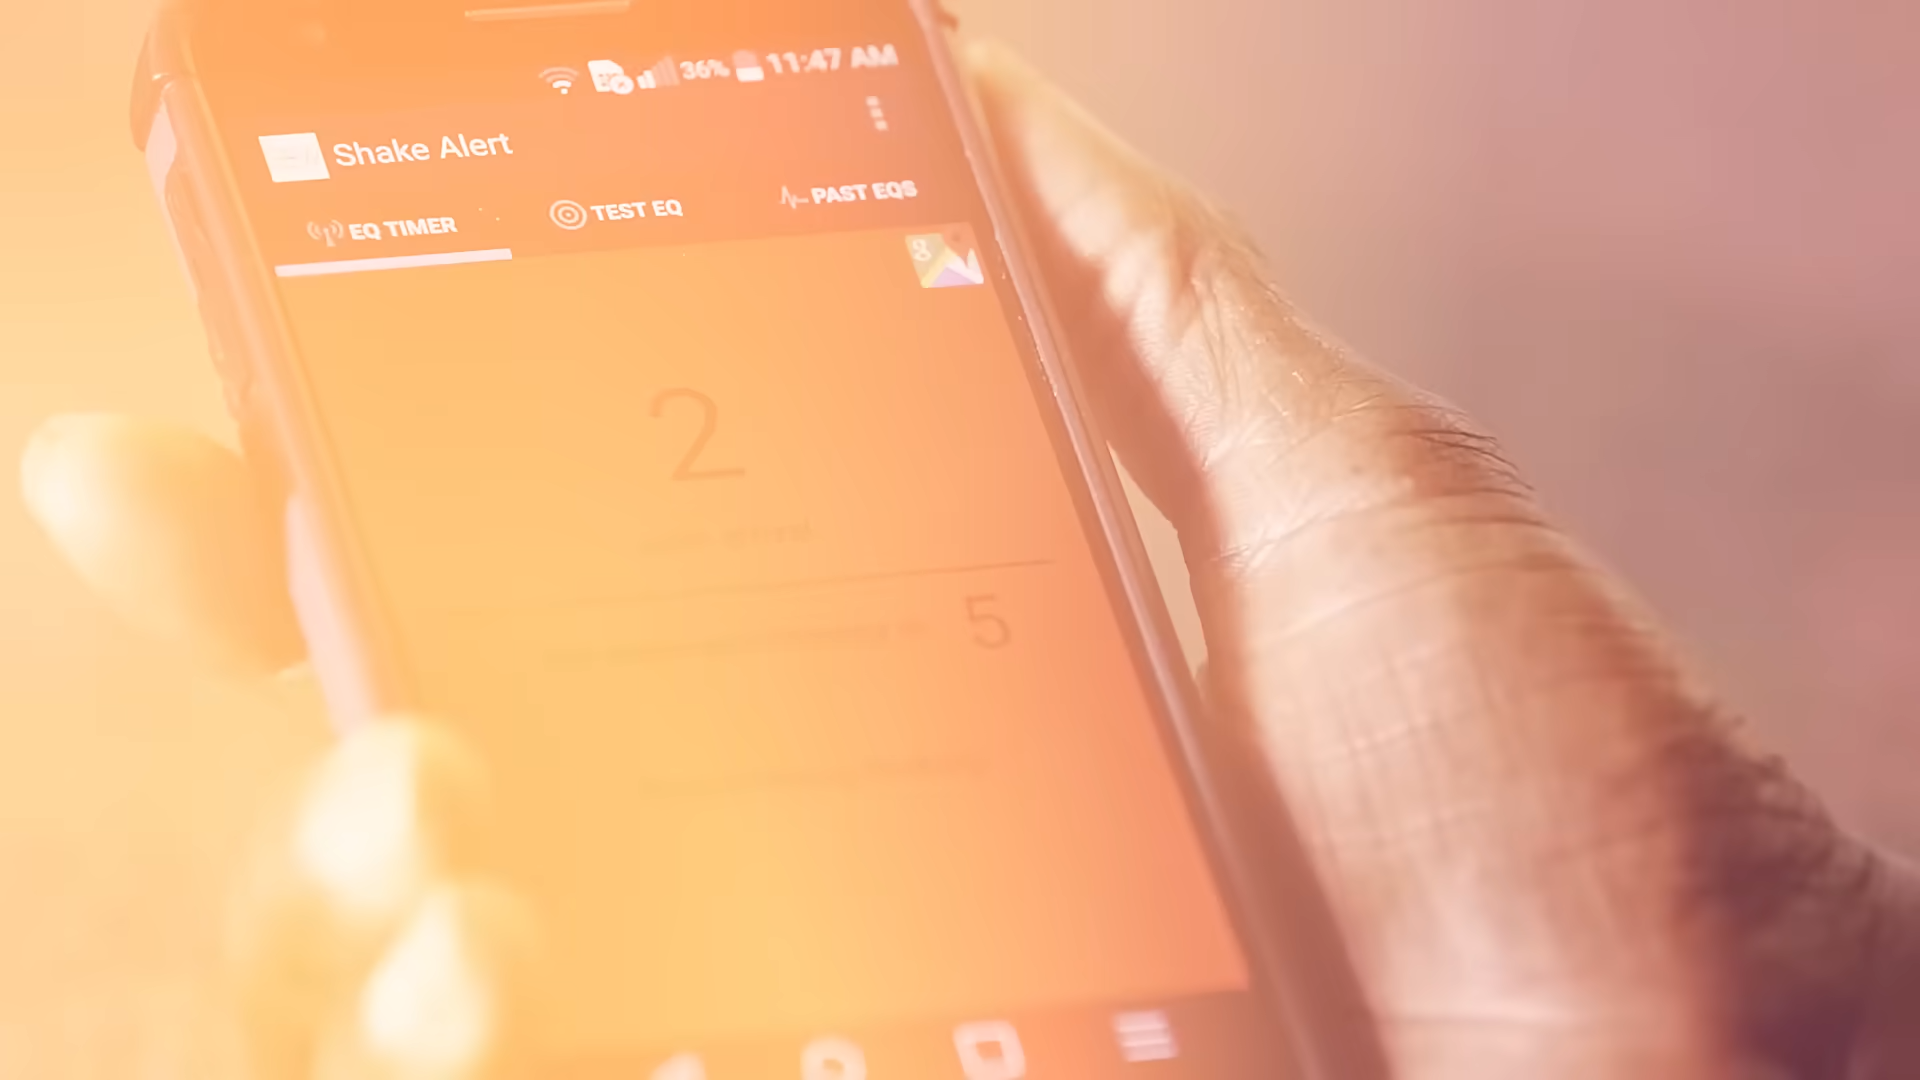 36% 11:47 AM
Shake Alert
EQ TIMER TEST EQ PAST EQS
g
2
5